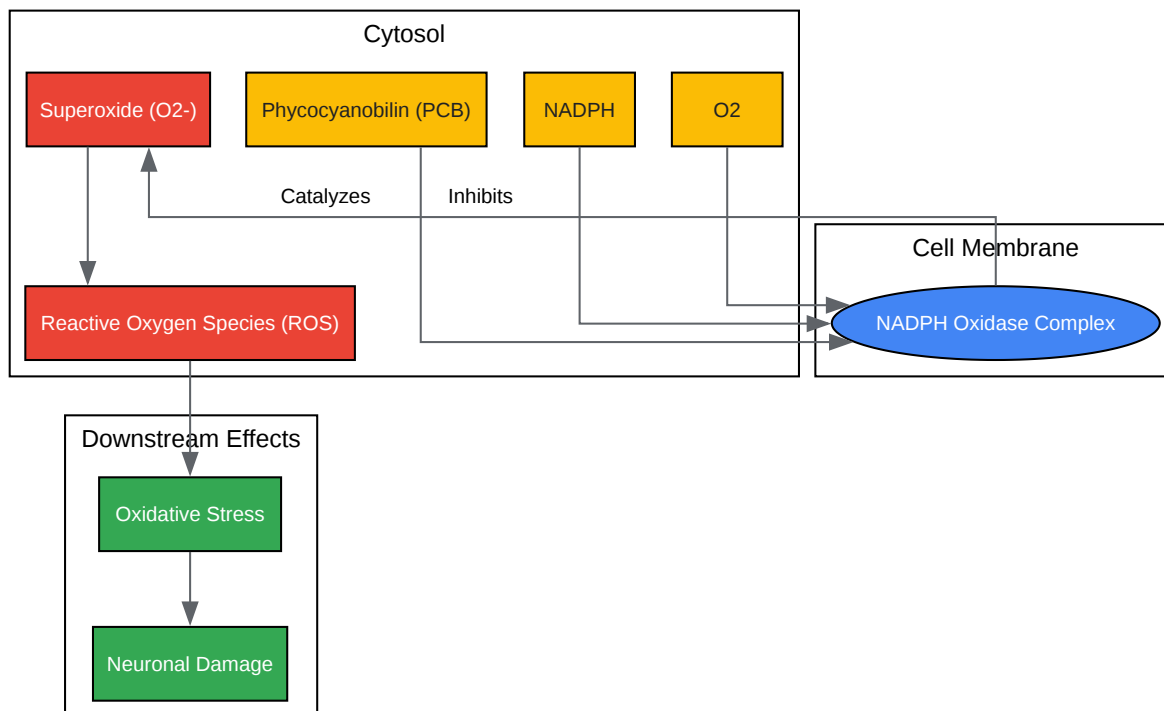 Cytosol
Superoxide (O2-)
Phycocyanobilin (PCB)
NADPH
O2
Catalyzes
Inhibits
Cell Membrane
Reactive Oxygen Species (ROS)
NADPH Oxidase Complex
Downstream Effects
Oxidative Stress
Neuronal Damage